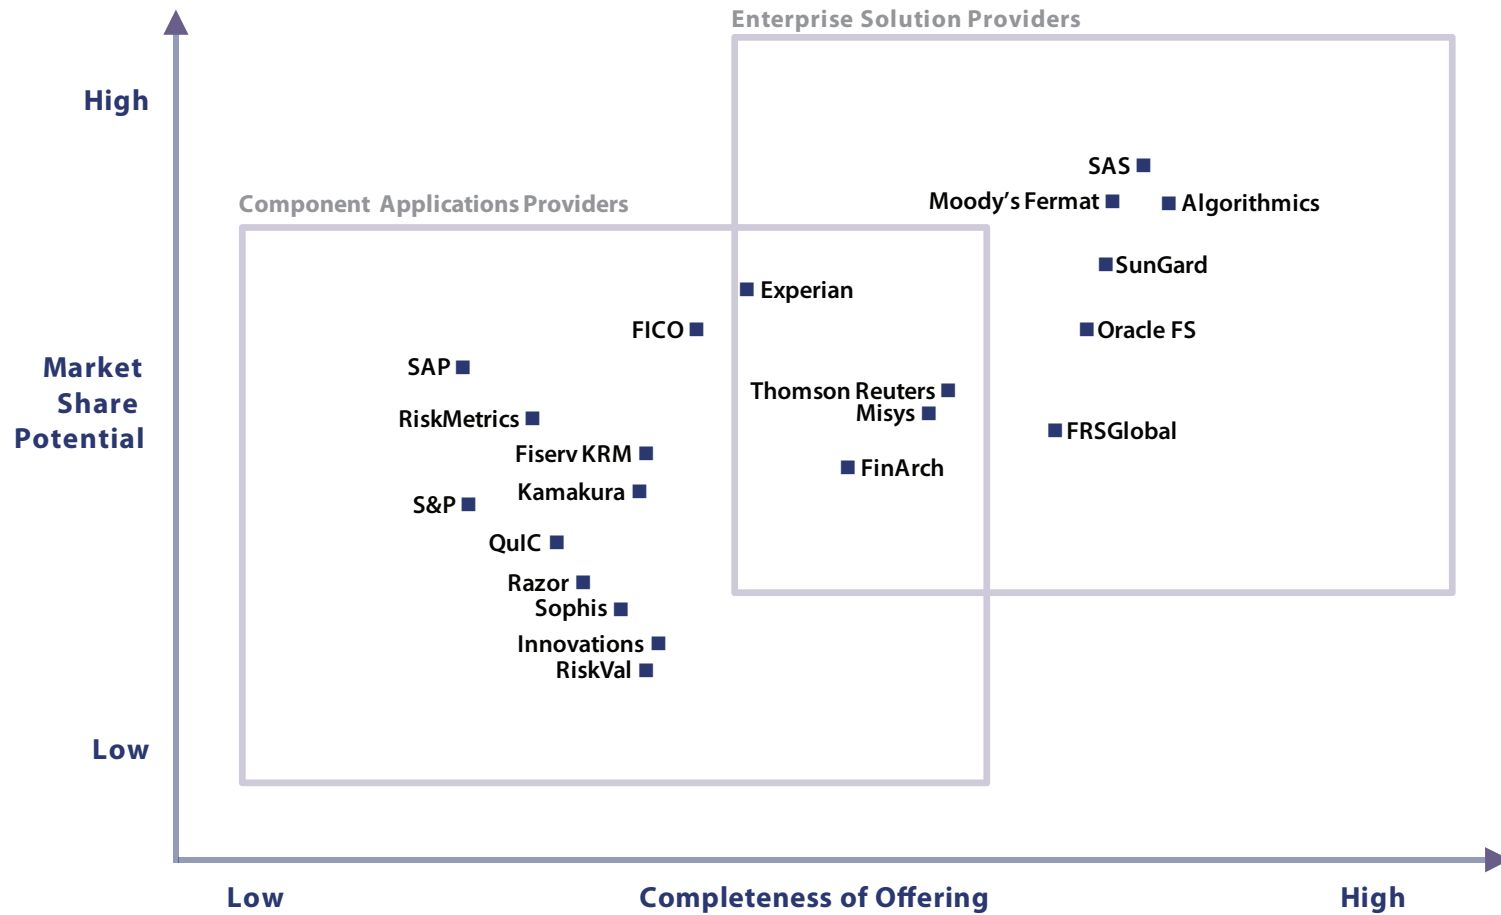 Enterprise Solution Providers
High
SAS
Moody's Fermat
Algorithmics
Component Applications Providers
SunGard
Experian
FICO
Oracle FS
SAP
Market
Share
Potential
Thomson Reuters
Misys
RiskMetrics
FRSGlobal
Fiserv KRM
FinArch
Kamakura
S&P
QuIC
Razor
Sophis
Innovations
RiskVal
Low
Low
Completeness of Offering
High